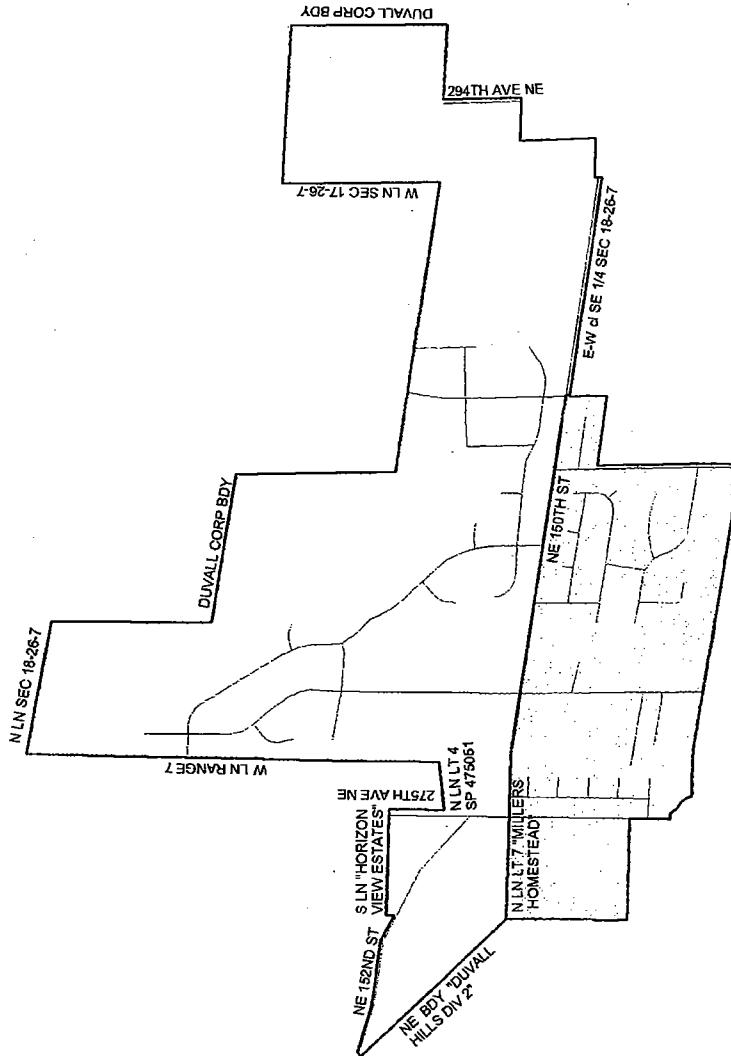 DUVALL CORP BDY
294TH AVE NE
W LN SEC 17-26-7
E-W cl SE 1/4 SEC 18-26-7
DUVALL CORP BDY
NE 150TH ST
N LN SEC 18-26-7
W LN RANGE 7
275TH AVE NE
N LN LT 4
SP 475051
S LN "HORIZON
VIEW ESTATES"
N LN LT 7 "MILLERS
HOMESTEAD"
NE 152ND ST
NE BDY "DUVALL
HILLS DIV 2"